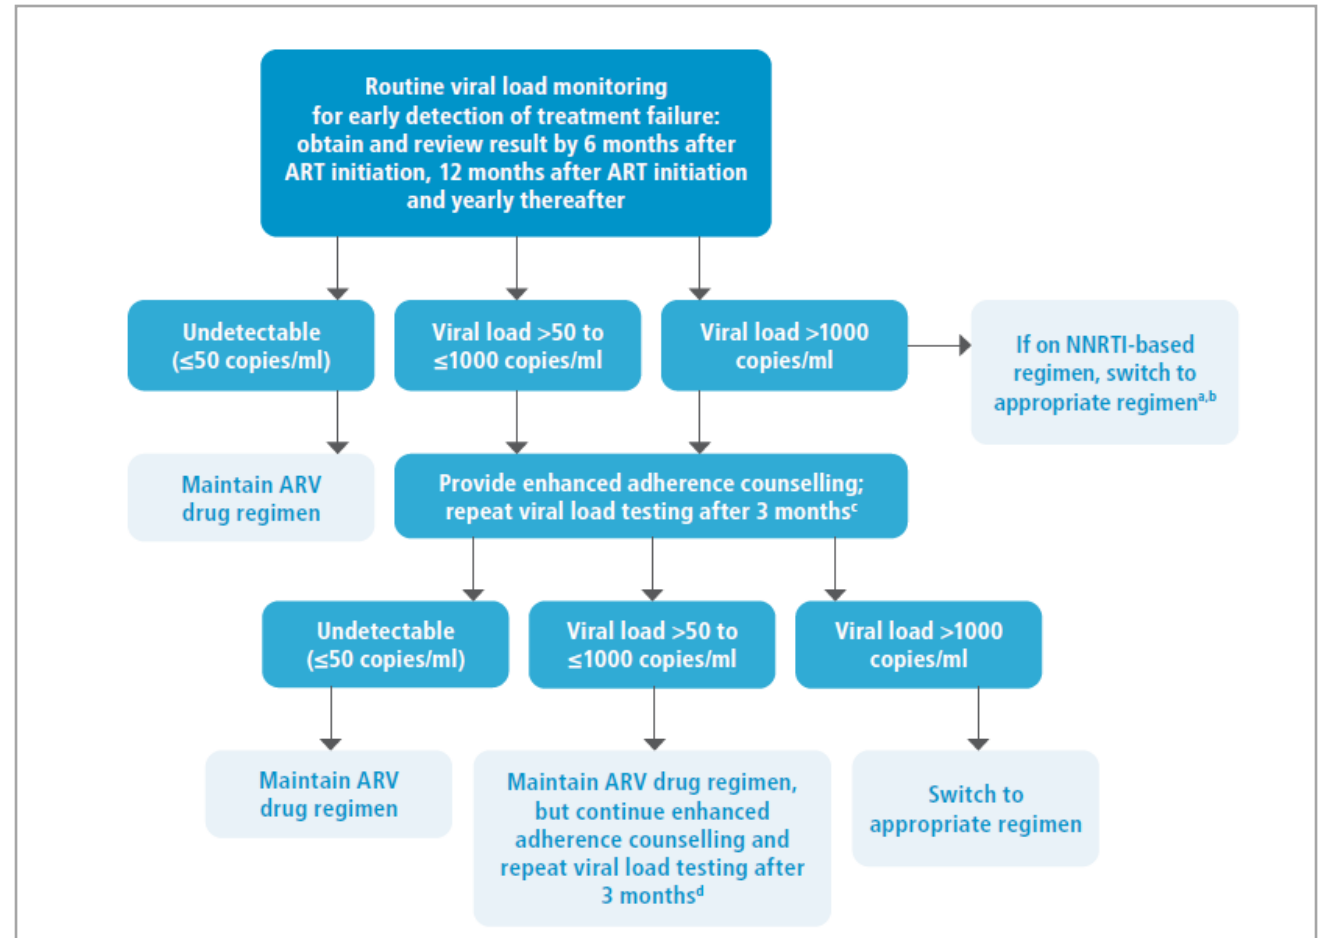 Routine viral load monitoring
for early detection of treatment failure:
obtain and review result by 6 months after
ART initiation, 12 months after ART initiation
and yearly thereafter
Undetectable
(≤50 copies/ml)
Viral load >50 to
≤1000 copies/ml
Viral load >1000
copies/ml
If on NNRTI-based
regimen, switch to
appropriate regimenᵃ,ᵇ
Maintain ARV
drug regimen
Provide enhanced adherence counselling;
repeat viral load testing after 3 monthsᶜ
Undetectable
(≤50 copies/ml)
Viral load >50 to
≤1000 copies/ml
Viral load >1000
copies/ml
Maintain ARV
drug regimen
Maintain ARV drug regimen,
but continue enhanced
adherence counselling and
repeat viral load testing after
3 monthsᵈ
Switch to
appropriate regimen